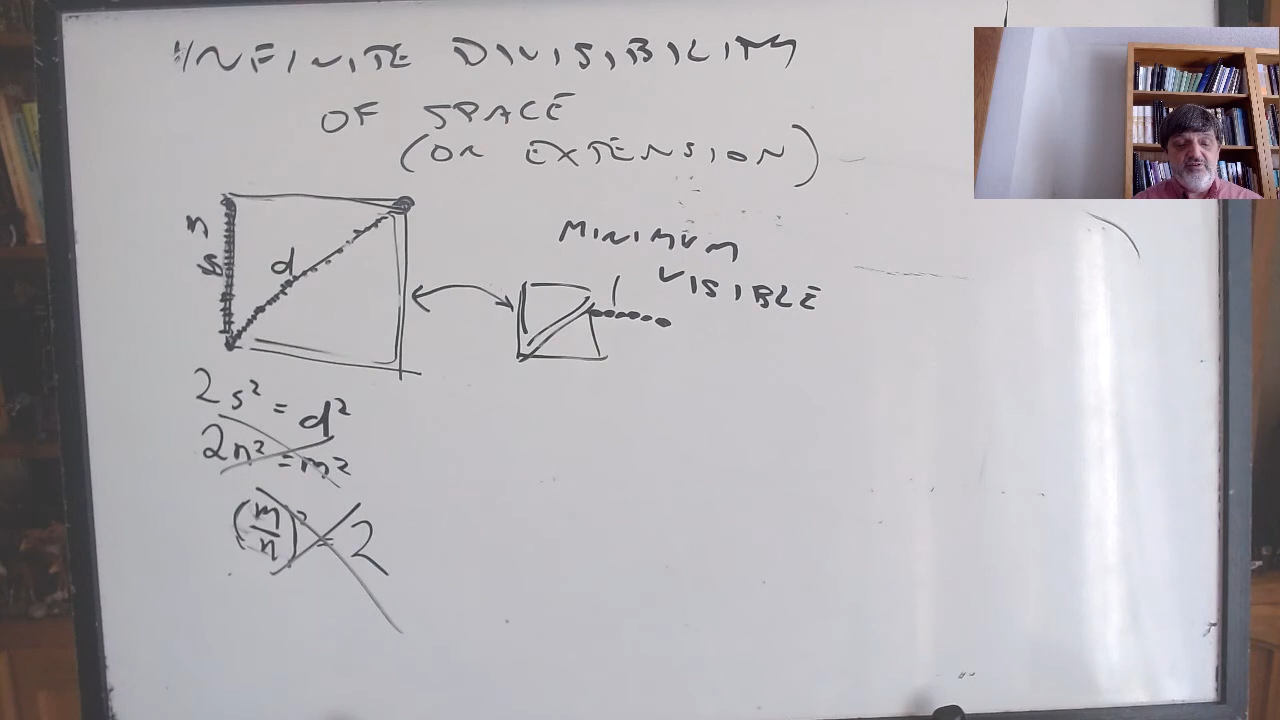 INFINITE DIVISIBILITY
OF SPACE
(OR EXTENSION)
s
d
MINIMUM
VISIBLE
2s² = d²
2n² = m²
(m/n)² = 2